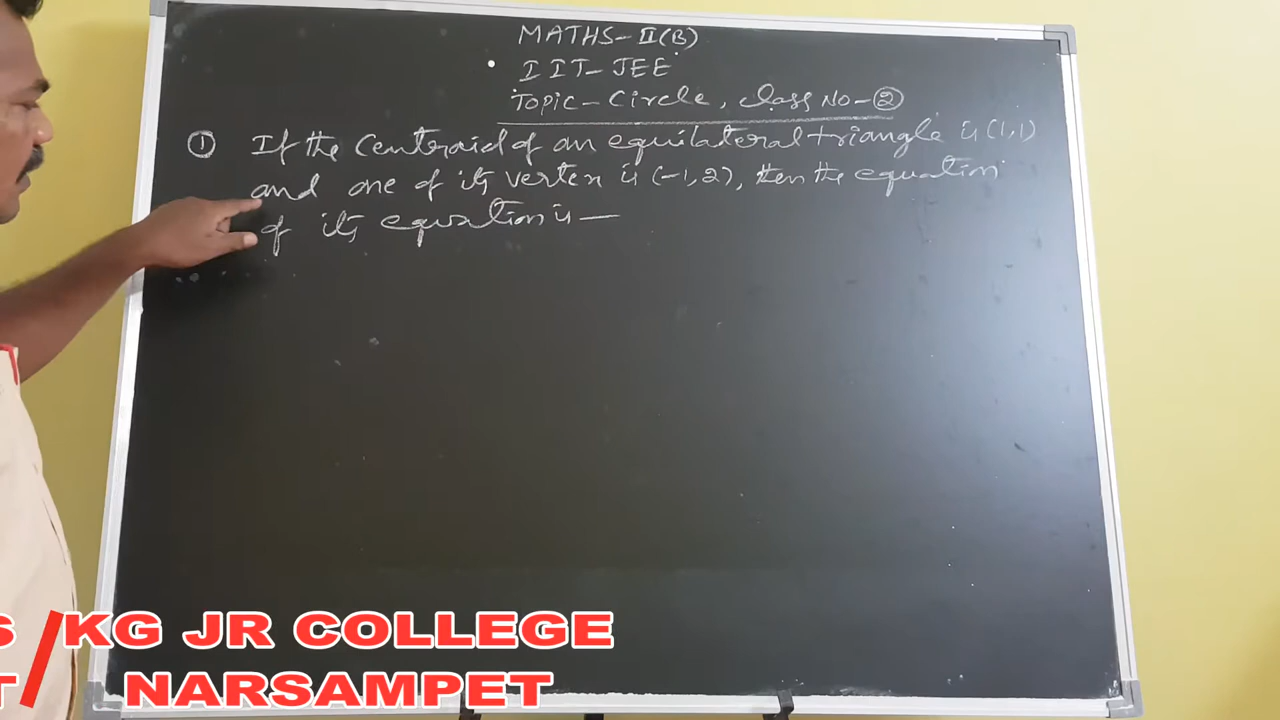 MATHS-II(B)
IIT-JEE
Topic-Circle, Class No-②
① If the centroid of an equilateral triangle is (1,1)
and one of its vertex is (-1,2), then the equation
of its equation is —
S/KG JR COLLEGE
T NARSAMPET